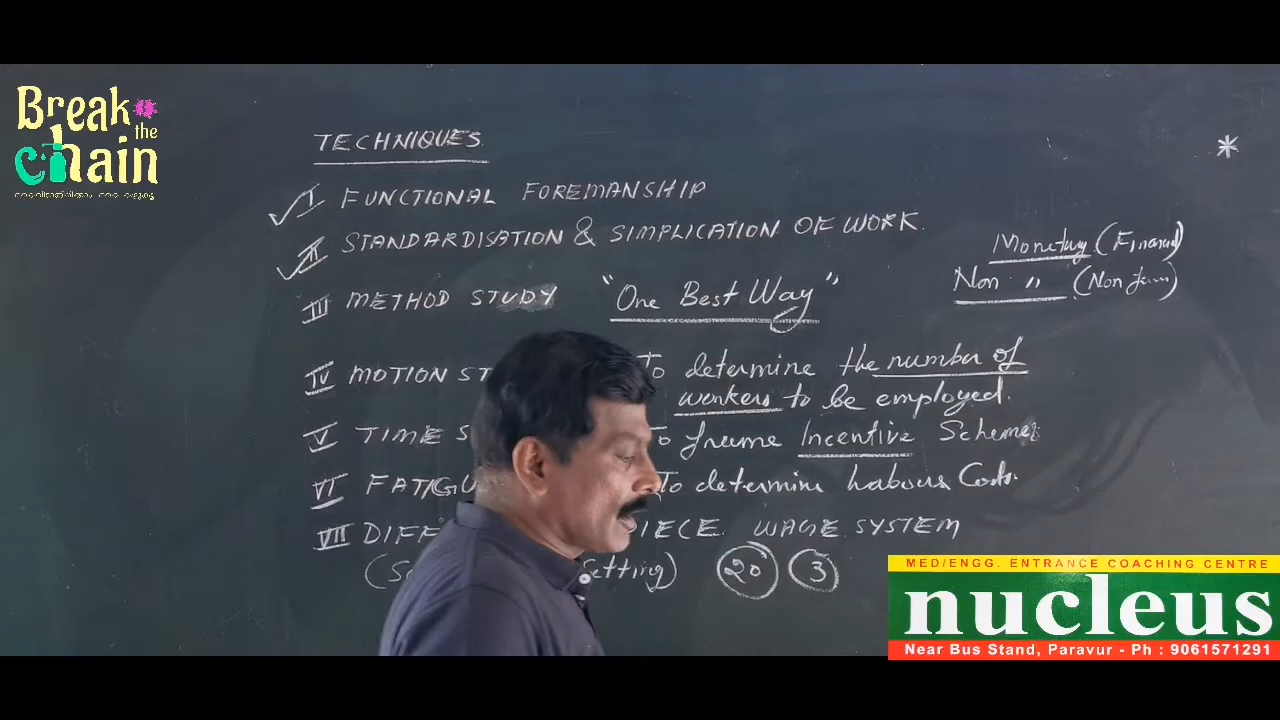 Break
the
chain
TECHNIQUES
I FUNCTIONAL FOREMANSHIP
II STANDARDISATION & SIMPLICATION OF WORK.
III METHOD STUDY "One Best Way"
Monetary (Financial)
Non "
IV MOTION ST To determine the number of
workers to be employed.
V TIME S To frame Incentive Schemes
VI FATIGU To determine Labour Costs.
VII DIFF PIECE WAGE SYSTEM
Setting) 20 3
MED/ENGG. ENTRANCE COACHING CENTRE
nucleus
Near Bus Stand, Paravur - Ph : 9061571291